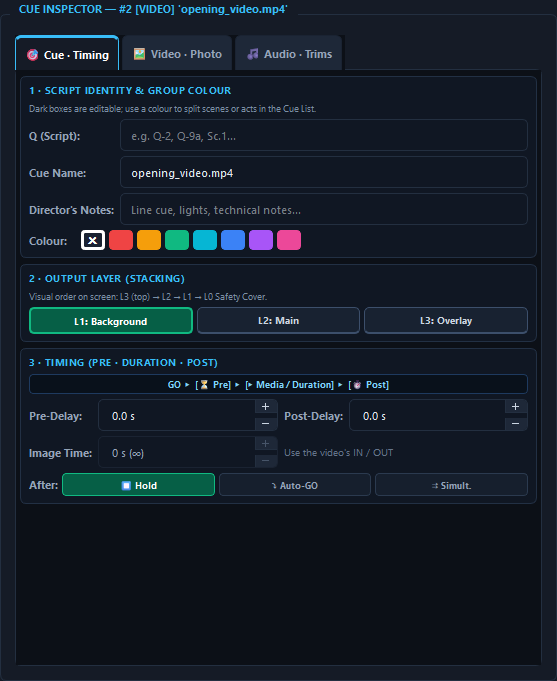 CUE INSPECTOR — #2 [VIDEO] 'opening_video.mp4'
Cue · Timing
Video · Photo
Audio · Trims
1 · SCRIPT IDENTITY & GROUP COLOUR
Dark boxes are editable; use a colour to split scenes or acts in the Cue List.
Q (Script): e.g. Q-2, Q-9a, Sc.1...
Cue Name: opening_video.mp4
Director's Notes: Line cue, lights, technical notes...
Colour: ✕
2 · OUTPUT LAYER (STACKING)
Visual order on screen: L3 (top) → L2 → L1 → L0 Safety Cover.
L1: Background L2: Main L3: Overlay
3 · TIMING (PRE · DURATION · POST)
GO ▸ [⏳ Pre] ▸ [▶ Media / Duration] ▸ [⏱ Post]
Pre-Delay: 0.0 s + − Post-Delay: 0.0 s + −
Image Time: 0 s (∞) + − Use the video's IN / OUT
After: Hold ⤵ Auto-GO ⇉ Simult.